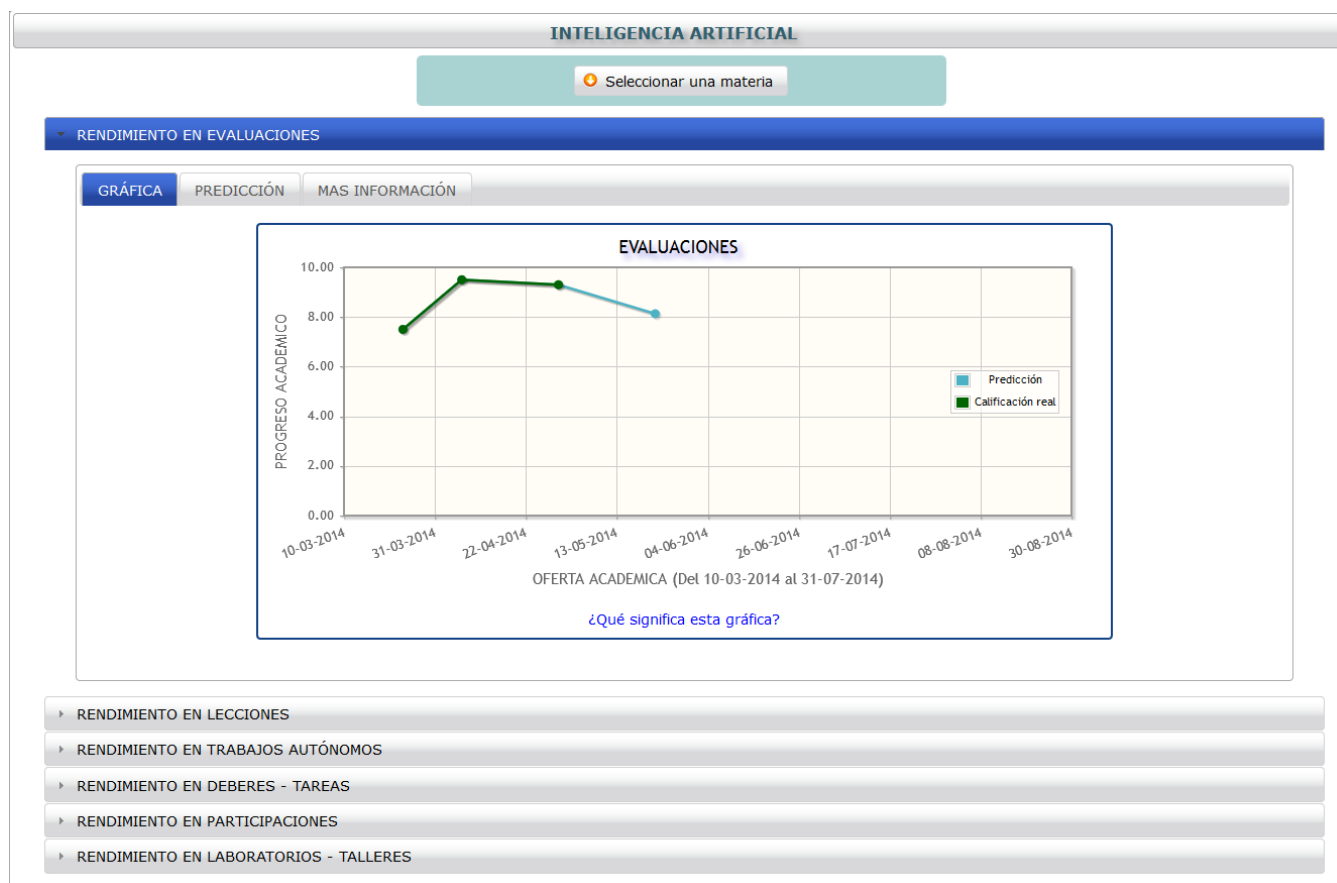 INTELIGENCIA ARTIFICIAL
Seleccionar una materia
RENDIMIENTO EN EVALUACIONES
GRÁFICA PREDICCIÓN MAS INFORMACIÓN
EVALUACIONES
PROGRESO ACADEMICO
10.00
8.00
6.00
4.00
2.00
0.00
Predicción
Calificación real
10-03-2014 31-03-2014 22-04-2014 13-05-2014 04-06-2014 26-06-2014 17-07-2014 08-08-2014 30-08-2014
OFERTA ACADEMICA (Del 10-03-2014 al 31-07-2014)
¿Qué significa esta gráfica?
RENDIMIENTO EN LECCIONES
RENDIMIENTO EN TRABAJOS AUTÓNOMOS
RENDIMIENTO EN DEBERES - TAREAS
RENDIMIENTO EN PARTICIPACIONES
RENDIMIENTO EN LABORATORIOS - TALLERES